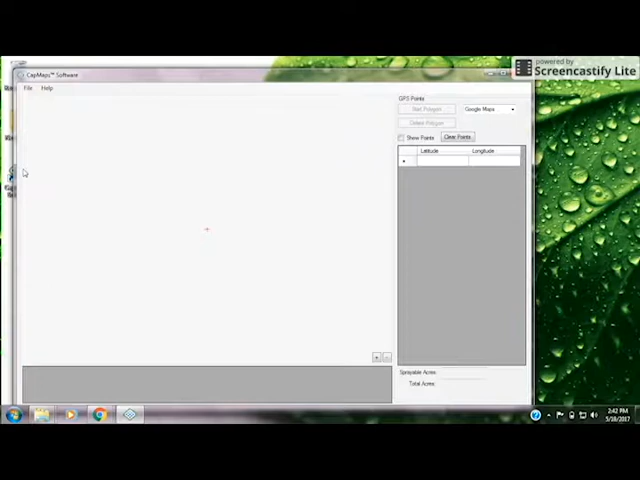 powered by
Screencastify Lite
CapMaps™ Software
File Help
GPS Points
Start Polygon
Google Maps
Delete Polygon
Show Points
Clear Points
Latitude Longitude
Sprayable Acres
Total Acres:
2:42 PM
5/18/2017